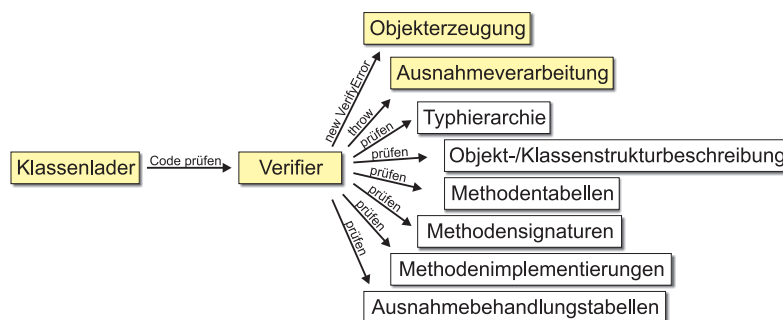 Objekterzeugung
new VerifyError
Ausnahmeverarbeitung
throw
Typhierarchie
prüfen
Klassenlader
Code prüfen
Verifier
prüfen
Objekt-/Klassenstrukturbeschreibung
prüfen
Methodentabellen
prüfen
Methodensignaturen
prüfen
Methodenimplementierungen
prüfen
Ausnahmebehandlungstabellen